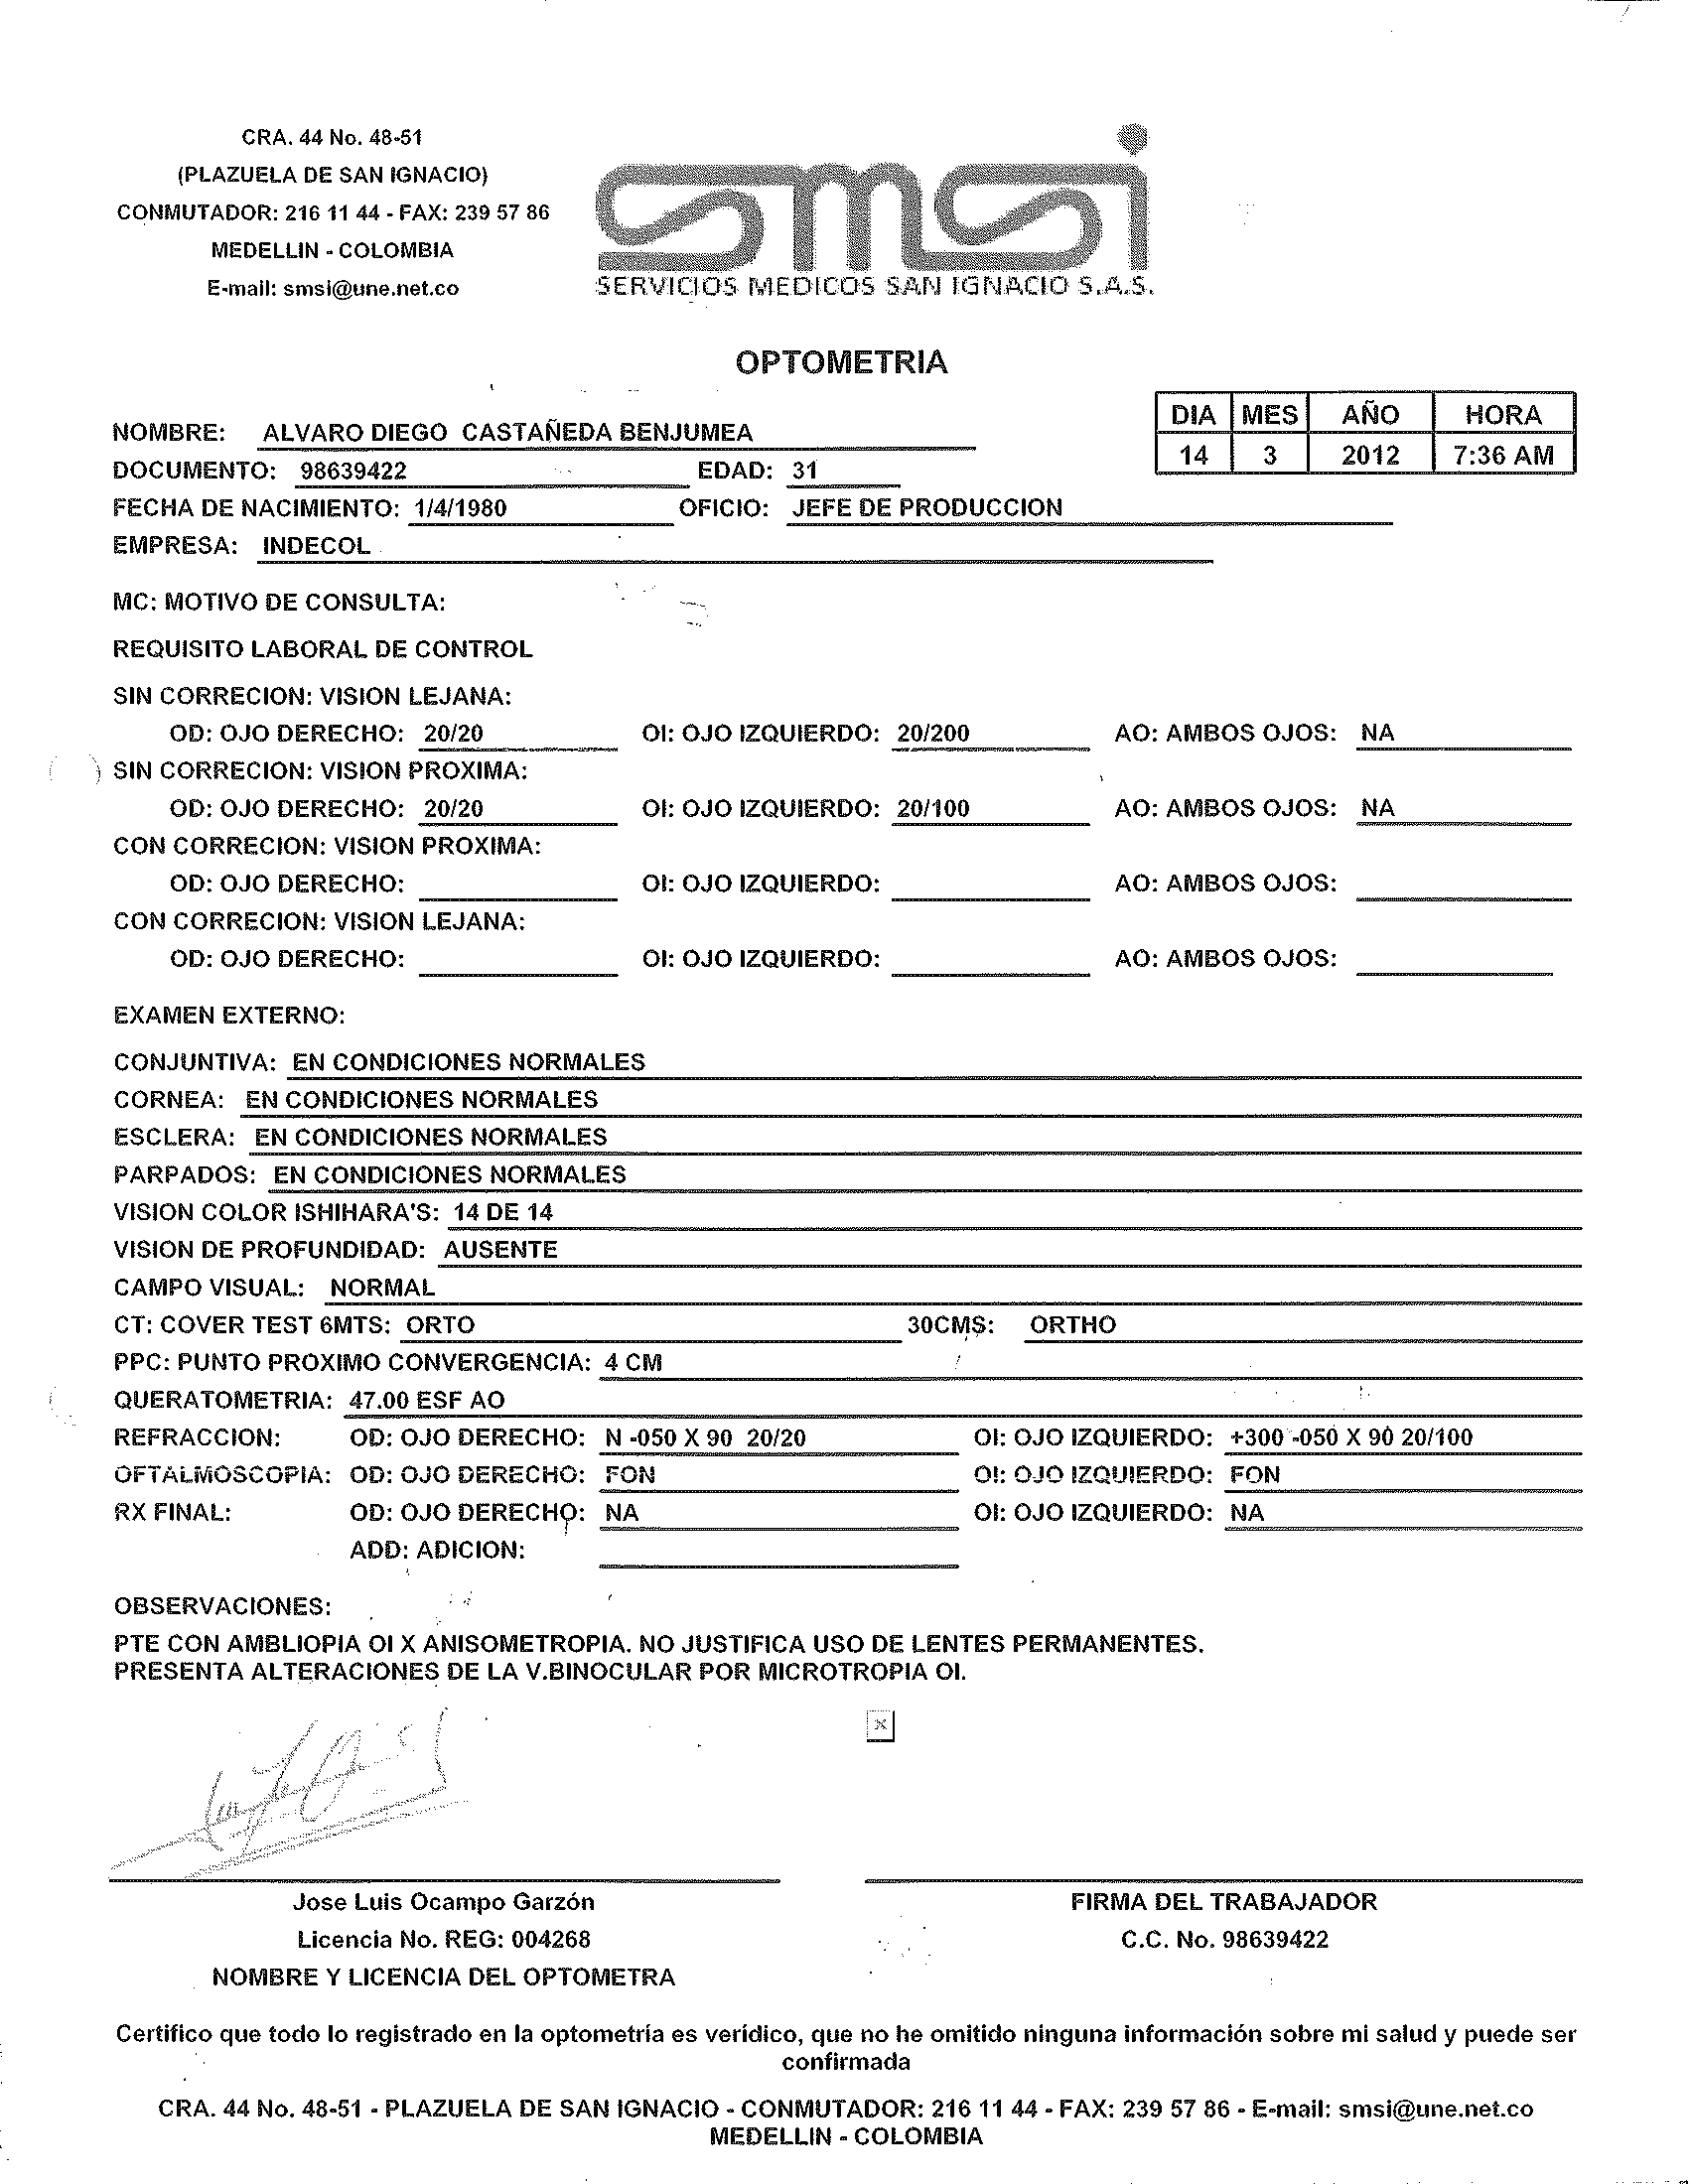 CRA. 44 No. 48-51
(PLAZUELA DE SAN IGNACIO)
CONMUTADOR: 216 11 44 - FAX: 239 57 86
MEDELLIN - COLOMBIA
E-mail: smsi@une.net.co
smsi
SERVICIOS MEDICOS SAN IGNACIO S.A.S.
OPTOMETRIA
DIA MES AÑO HORA
14 3 2012 7:36 AM
NOMBRE: ALVARO DIEGO CASTAÑEDA BENJUMEA
DOCUMENTO: 98639422 EDAD: 31
FECHA DE NACIMIENTO: 1/4/1980 OFICIO: JEFE DE PRODUCCION
EMPRESA: INDECOL
MC: MOTIVO DE CONSULTA:
REQUISITO LABORAL DE CONTROL
SIN CORRECION: VISION LEJANA:
OD: OJO DERECHO: 20/20 OI: OJO IZQUIERDO: 20/200 AO: AMBOS OJOS: NA
SIN CORRECION: VISION PROXIMA:
OD: OJO DERECHO: 20/20 OI: OJO IZQUIERDO: 20/100 AO: AMBOS OJOS: NA
CON CORRECION: VISION PROXIMA:
OD: OJO DERECHO: OI: OJO IZQUIERDO: AO: AMBOS OJOS:
CON CORRECION: VISION LEJANA:
OD: OJO DERECHO: OI: OJO IZQUIERDO: AO: AMBOS OJOS:
EXAMEN EXTERNO:
CONJUNTIVA: EN CONDICIONES NORMALES
CORNEA: EN CONDICIONES NORMALES
ESCLERA: EN CONDICIONES NORMALES
PARPADOS: EN CONDICIONES NORMALES
VISION COLOR ISHIHARA'S: 14 DE 14
VISION DE PROFUNDIDAD: AUSENTE
CAMPO VISUAL: NORMAL
CT: COVER TEST 6MTS: ORTO 30CMS: ORTHO
PPC: PUNTO PROXIMO CONVERGENCIA: 4 CM
QUERATOMETRIA: 47.00 ESF AO
REFRACCION: OD: OJO DERECHO: N -050 X 90 20/20 OI: OJO IZQUIERDO: +300 -050 X 90 20/100
OFTALMOSCOPIA: OD: OJO DERECHO: FON OI: OJO IZQUIERDO: FON
RX FINAL: OD: OJO DERECHO: NA OI: OJO IZQUIERDO: NA
ADD: ADICION:
OBSERVACIONES:
PTE CON AMBLIOPIA OI X ANISOMETROPIA. NO JUSTIFICA USO DE LENTES PERMANENTES.
PRESENTA ALTERACIONES DE LA V.BINOCULAR POR MICROTROPIA OI.
Jose Luis Ocampo Garzón
Licencia No. REG: 004268
NOMBRE Y LICENCIA DEL OPTOMETRA
FIRMA DEL TRABAJADOR
C.C. No. 98639422
Certifico que todo lo registrado en la optometría es verídico, que no he omitido ninguna información sobre mi salud y puede ser
confirmada
CRA. 44 No. 48-51 - PLAZUELA DE SAN IGNACIO - CONMUTADOR: 216 11 44 - FAX: 239 57 86 - E-mail: smsi@une.net.co
MEDELLIN - COLOMBIA